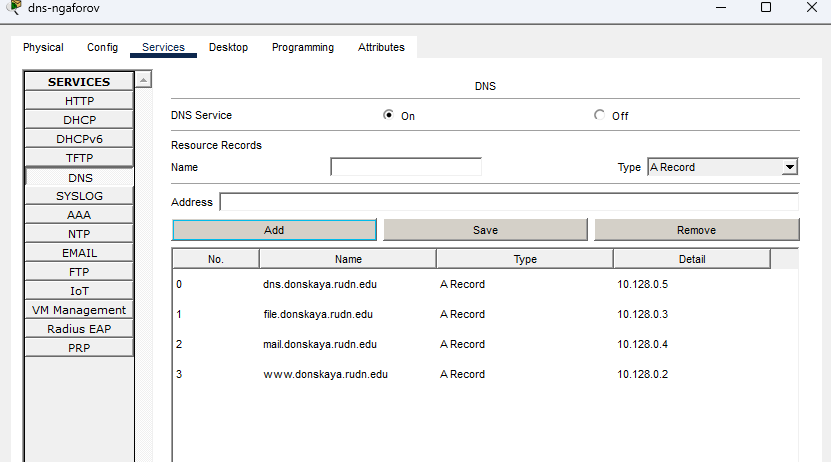 dns-ngaforov
Physical Config Services Desktop Programming Attributes
SERVICES
HTTP
DHCP
DHCPv6
TFTP
DNS
SYSLOG
AAA
NTP
EMAIL
FTP
IoT
VM Management
Radius EAP
PRP
DNS
DNS Service On Off
Resource Records
Name Type A Record
Address
Add Save Remove
No. Name Type Detail
0 dns.donskaya.rudn.edu A Record 10.128.0.5
1 file.donskaya.rudn.edu A Record 10.128.0.3
2 mail.donskaya.rudn.edu A Record 10.128.0.4
3 www.donskaya.rudn.edu A Record 10.128.0.2